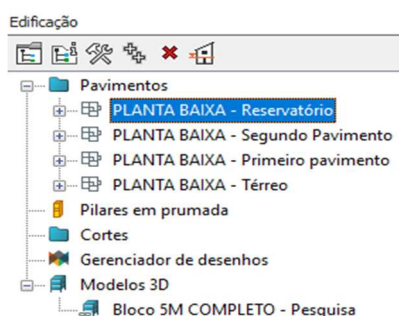 Edificação
Pavimentos
PLANTA BAIXA - Reservatório
PLANTA BAIXA - Segundo Pavimento
PLANTA BAIXA - Primeiro pavimento
PLANTA BAIXA - Térreo
Pilares em prumada
Cortes
Gerenciador de desenhos
Modelos 3D
Bloco 5M COMPLETO - Pesquisa